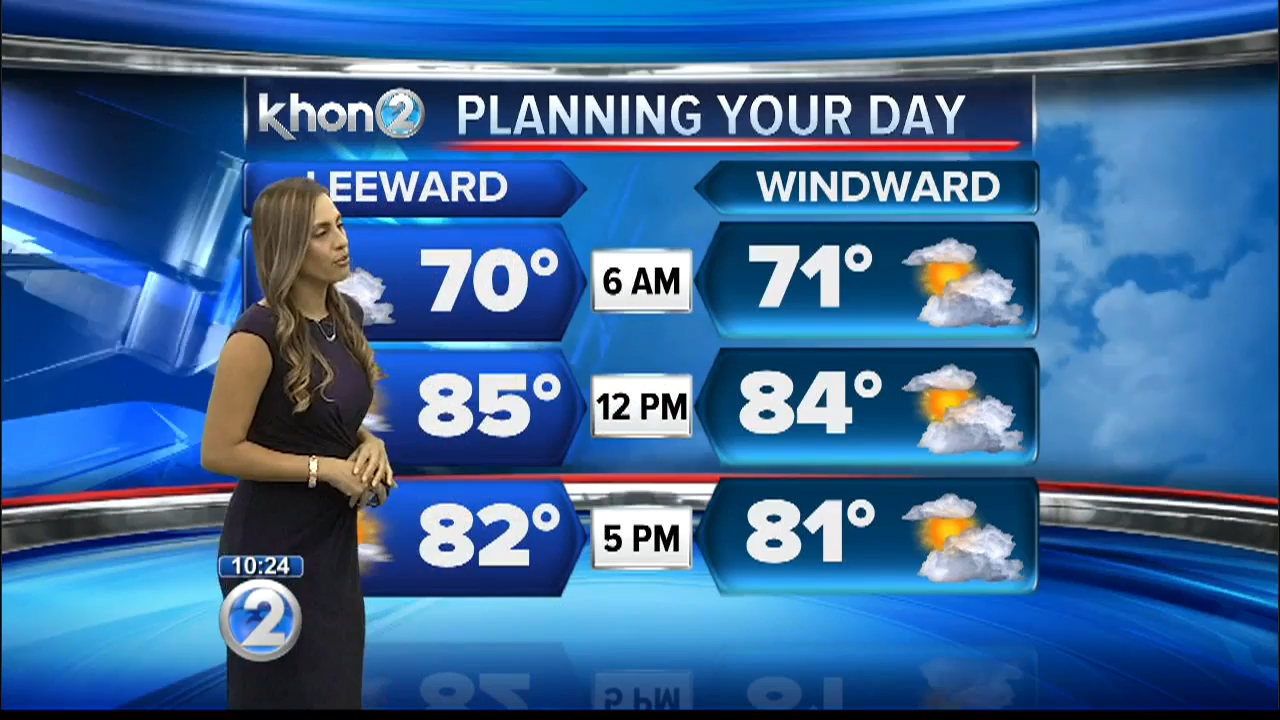 khon2 PLANNING YOUR DAY
LEEWARD WINDWARD
70° 6 AM 71°
85° 12 PM 84°
82° 5 PM 81°
10:24
2